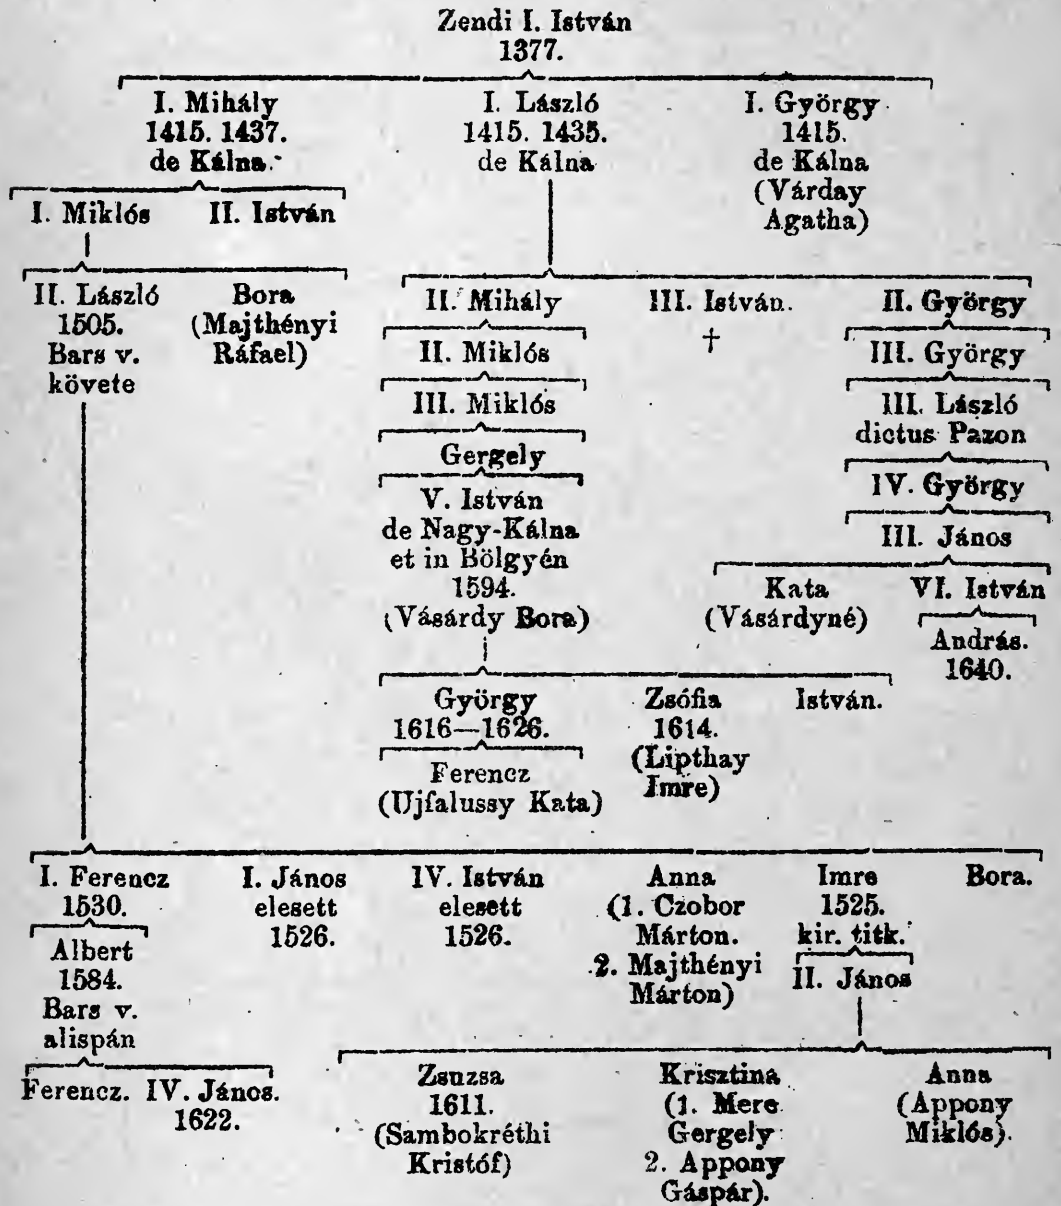 Zendi I. István
1377.
I. Mihály I. László I. György
1415. 1437. 1415. 1435. 1415.
de Kálna. de Kálna de Kálna
(Várday
Agatha)
I. Miklós II. István
II. László Bora II. Mihály III. István. II. György
1505. (Majthényi †
Bars v. Ráfael) II. Miklós III. György
követe III. Miklós III. László
dictus Pazon
Gergely IV. György
V. István III. János
de Nagy-Kálna
et in Bölgyén
1594. Kata VI. István
(Vásárdy Bora) (Vásárdyné) András.
1640.
György Zsófia István.
1616—1626. 1614.
Ferencz (Lipthay
(Ujfalussy Kata) Imre)
I. Ferencz I. János IV. István Anna Imre Bora.
1530. elesett elesett (1. Czobor 1525.
Albert 1526. 1526. Márton. kir. titk.
1584. 2. Majthényi II. János
Bars v. Márton)
alispán
Ferencz. IV. János. Zsuzsa Krisztina Anna
1622. 1611. (1. Mere (Appony
(Sambokréthi Gergely Miklós).
Kristóf) 2. Appony
Gáspár).